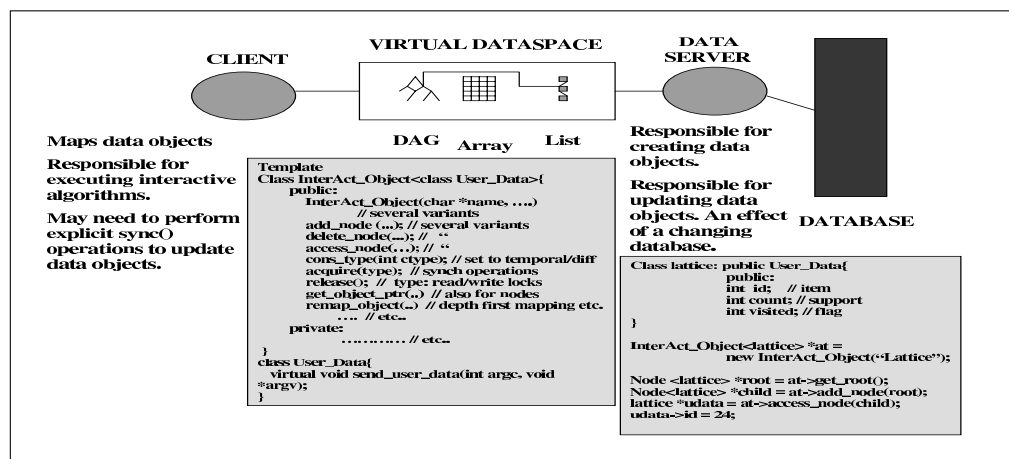 CLIENT
VIRTUAL DATASPACE
DATA
SERVER
DAG
Array
List
DATABASE
Maps data objects
Responsible for
executing interactive
algorithms.
May need to perform
explicit sync()
operations to update
data objects.
Template
Class InterAct_Object<class User_Data>{
public:
InterAct_Object(char *name, ….)
// several variants
add_node (...); // several variants
delete_node(...); // “
access_node(…); // “
cons_type(int ctype); // set to temporal/diff
acquire(type); // synch operations
release(); // type: read/write locks
get_object_ptr(..) // also for nodes
remap_object(..) // depth first mapping etc.
…. // etc..
private:
………… // etc..
}
class User_Data{
virtual void send_user_data(int argc, void
*argv);
}
Responsible for
creating data
objects.
Responsible for
updating data
objects. An effect
of a changing
database.
Class lattice: public User_Data{
public:
int id; // item
int count; // support
int visited; // flag
}
InterAct_Object<lattice> *at =
new InterAct_Object(“Lattice”);
Node <lattice> *root = at->get_root();
Node<lattice> *child = at->add_node(root);
lattice *udata = at->access_node(child);
udata->id = 24;